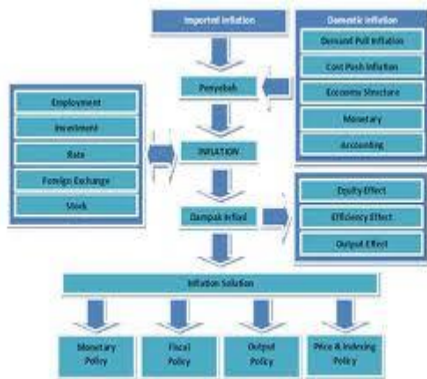 Imported Inflation
Domestic Inflation
Demand Pull Inflation
Cost Push Inflation
Economy Structure
Monetary
Accounting
Penyebab
Employment
Investment
Rate
Foreign Exchange
Stock
INFLATION
Dampak Inflasi
Equity Effect
Efficiency Effect
Output Effect
Inflation Solution
Monetary
Policy
Fiscal
Policy
Output
Policy
Price & Indexing
Policy